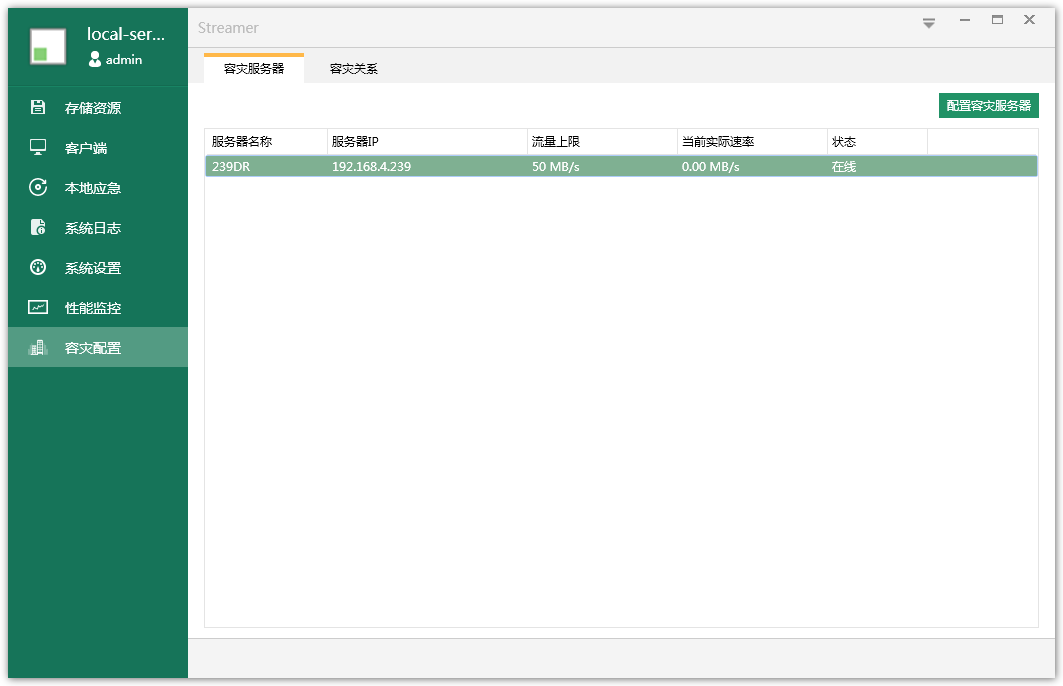 local-ser...
admin
Streamer
存储资源
客户端
本地应急
系统日志
系统设置
性能监控
容灾配置
容灾服务器 容灾关系
配置容灾服务器
服务器名称 服务器IP 流量上限 当前实际速率 状态
239DR 192.168.4.239 50 MB/s 0.00 MB/s 在线